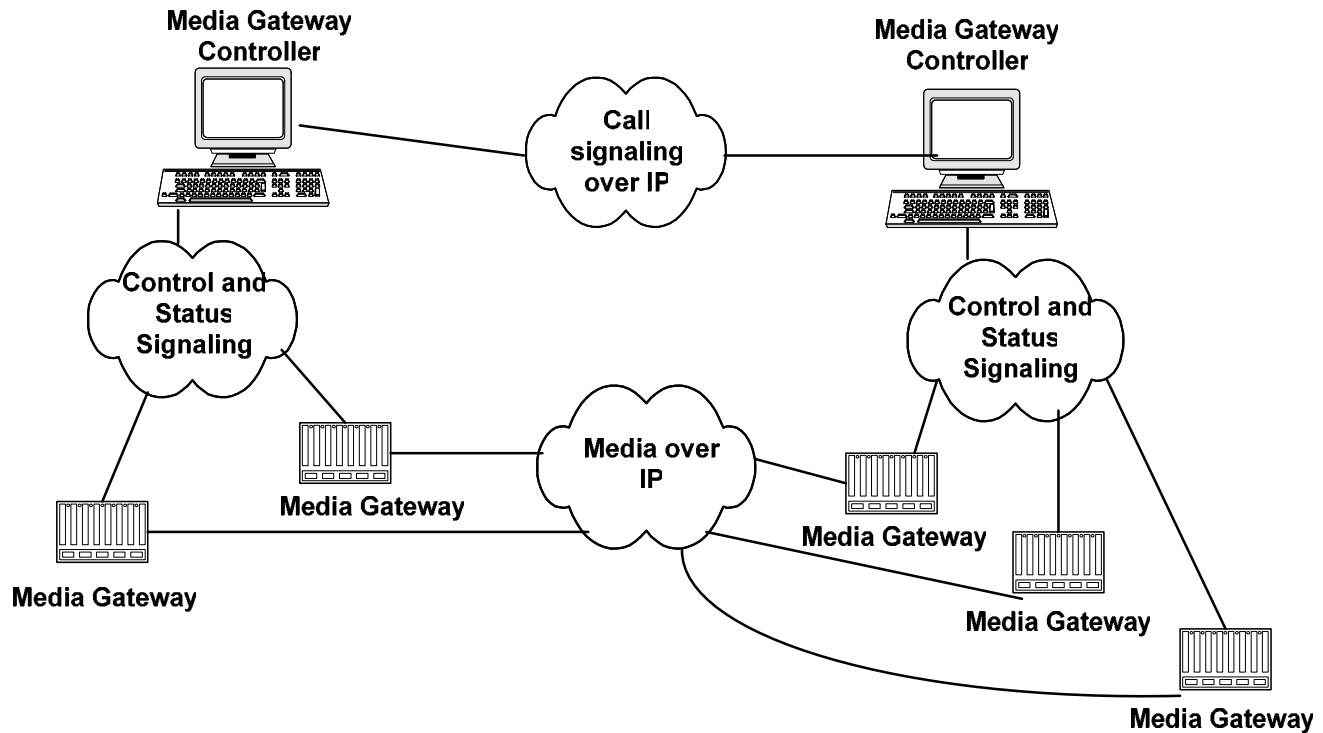 Media Gateway
Controller
Media Gateway
Controller
Call
signaling
over IP
Control and
Status
Signaling
Control and
Status
Signaling
Media over
IP
Media Gateway
Media Gateway
Media Gateway
Media Gateway
Media Gateway